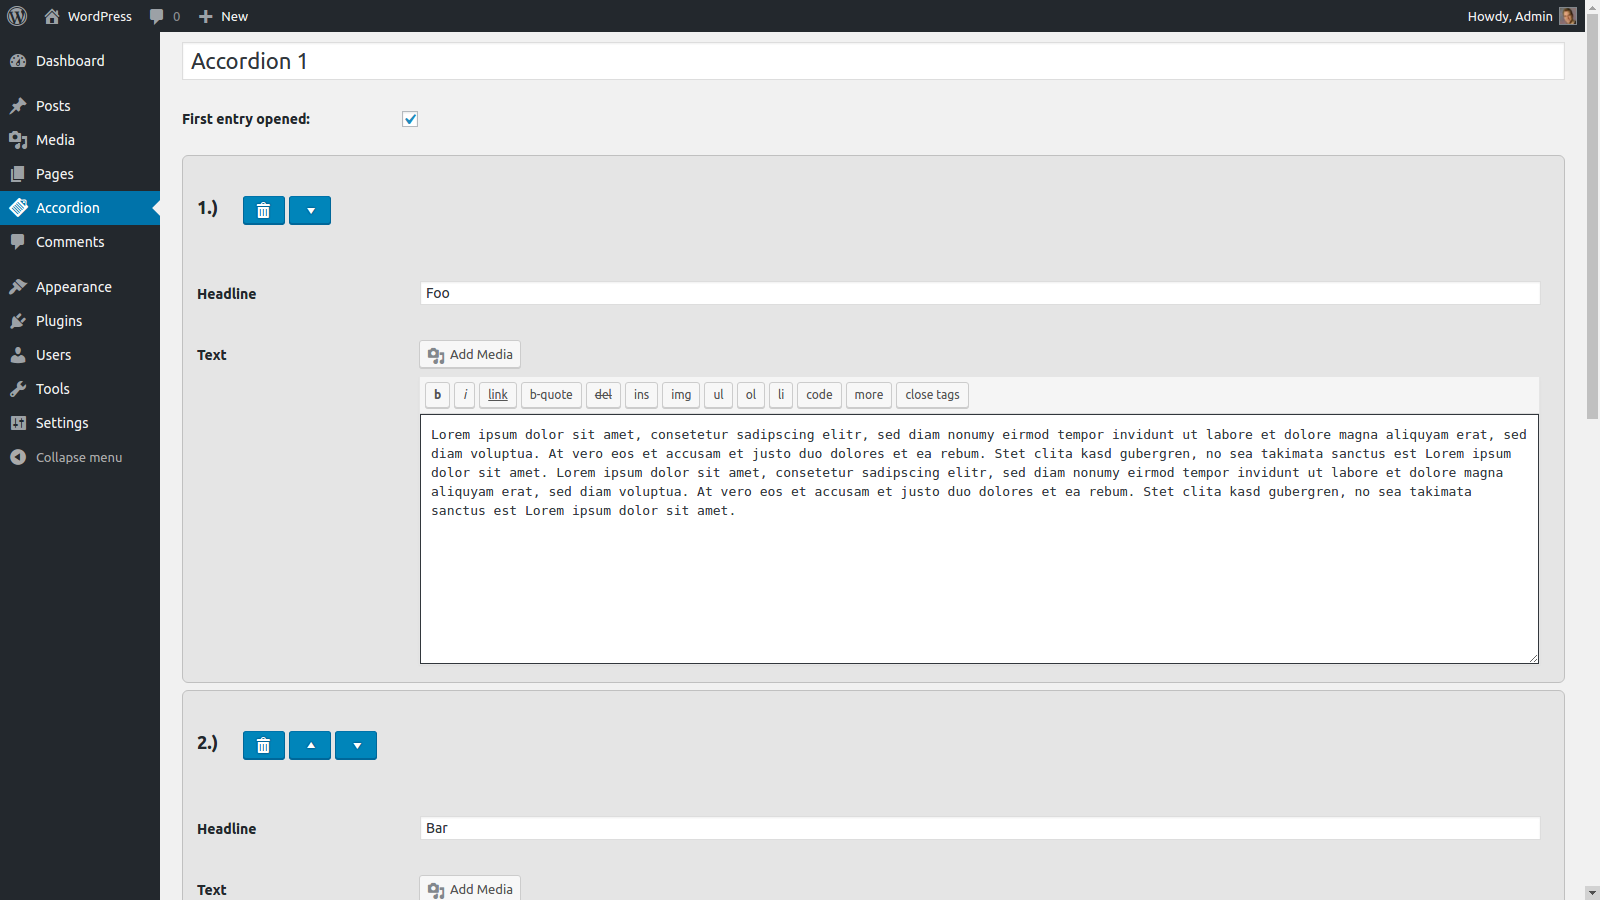 WordPress 0 New Howdy, Admin
Dashboard
Posts
Media
Pages
Accordion
Comments
Appearance
Plugins
Users
Tools
Settings
Collapse menu
Accordion 1
First entry opened:
1.)
Headline Foo
Text Add Media
b i link b-quote del ins img ul ol li code more close tags
Lorem ipsum dolor sit amet, consetetur sadipscing elitr, sed diam nonumy eirmod tempor invidunt ut labore et dolore magna aliquyam erat, sed
diam voluptua. At vero eos et accusam et justo duo dolores et ea rebum. Stet clita kasd gubergren, no sea takimata sanctus est Lorem ipsum
dolor sit amet. Lorem ipsum dolor sit amet, consetetur sadipscing elitr, sed diam nonumy eirmod tempor invidunt ut labore et dolore magna
aliquyam erat, sed diam voluptua. At vero eos et accusam et justo duo dolores et ea rebum. Stet clita kasd gubergren, no sea takimata
sanctus est Lorem ipsum dolor sit amet.
2.)
Headline Bar
Text Add Media